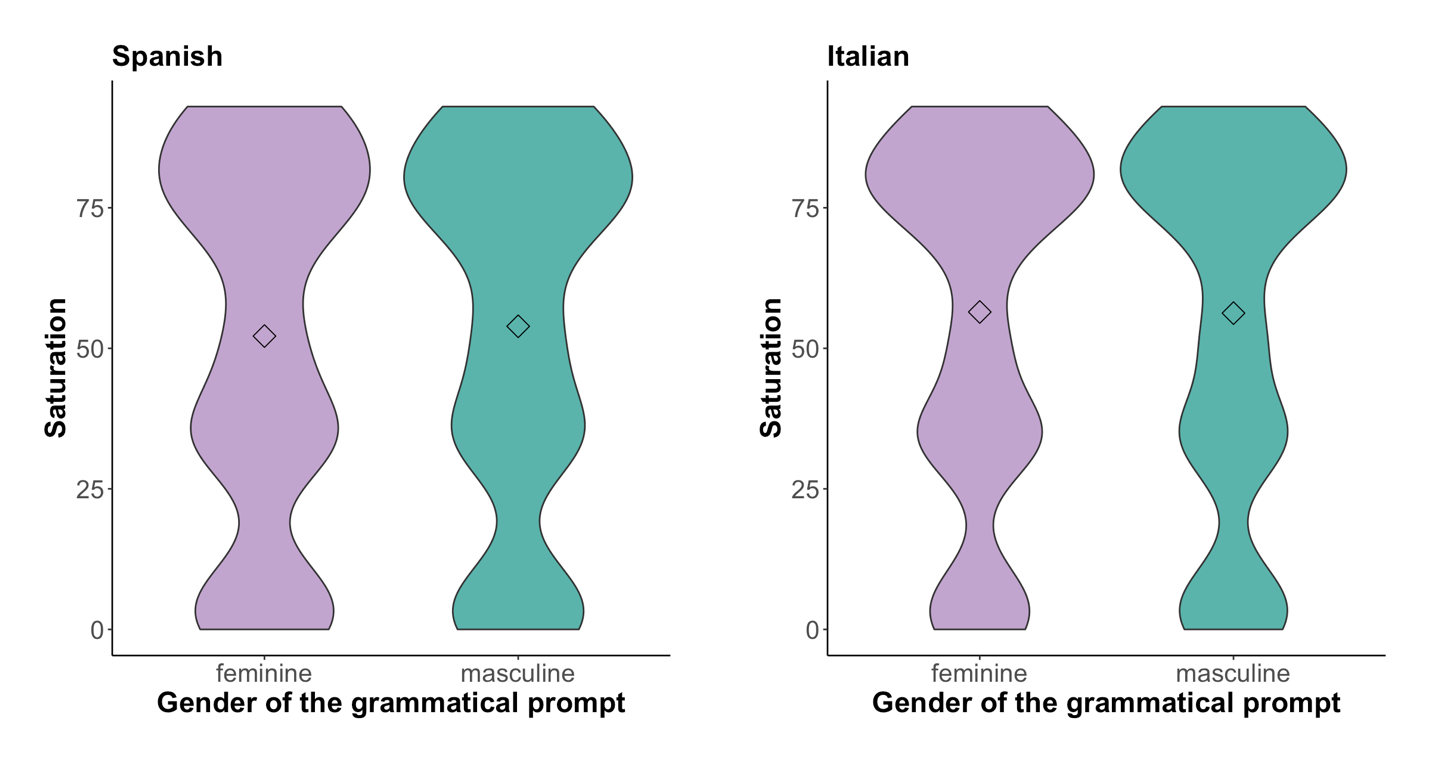 Spanish
Saturation
75
50
25
0
feminine masculine
Gender of the grammatical prompt
Italian
Saturation
75
50
25
0
feminine masculine
Gender of the grammatical prompt